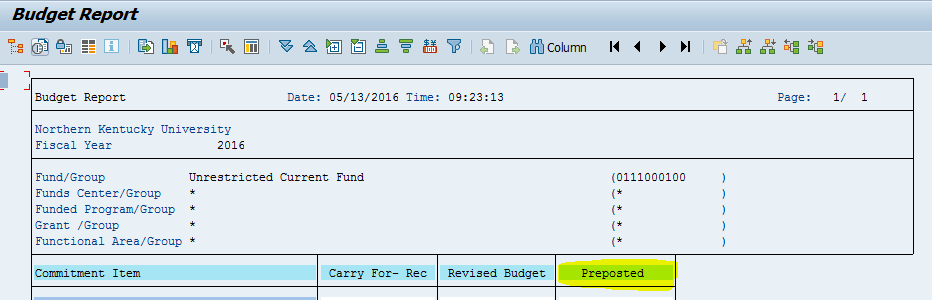 Budget Report
Column
Budget Report Date: 05/13/2016 Time: 09:23:13 Page: 1/ 1
Northern Kentucky University
Fiscal Year 2016
Fund/Group Unrestricted Current Fund (0111000100 )
Funds Center/Group * (* )
Funded Program/Group * (* )
Grant /Group * (* )
Functional Area/Group * (* )
Commitment Item Carry For- Rec Revised Budget Preposted